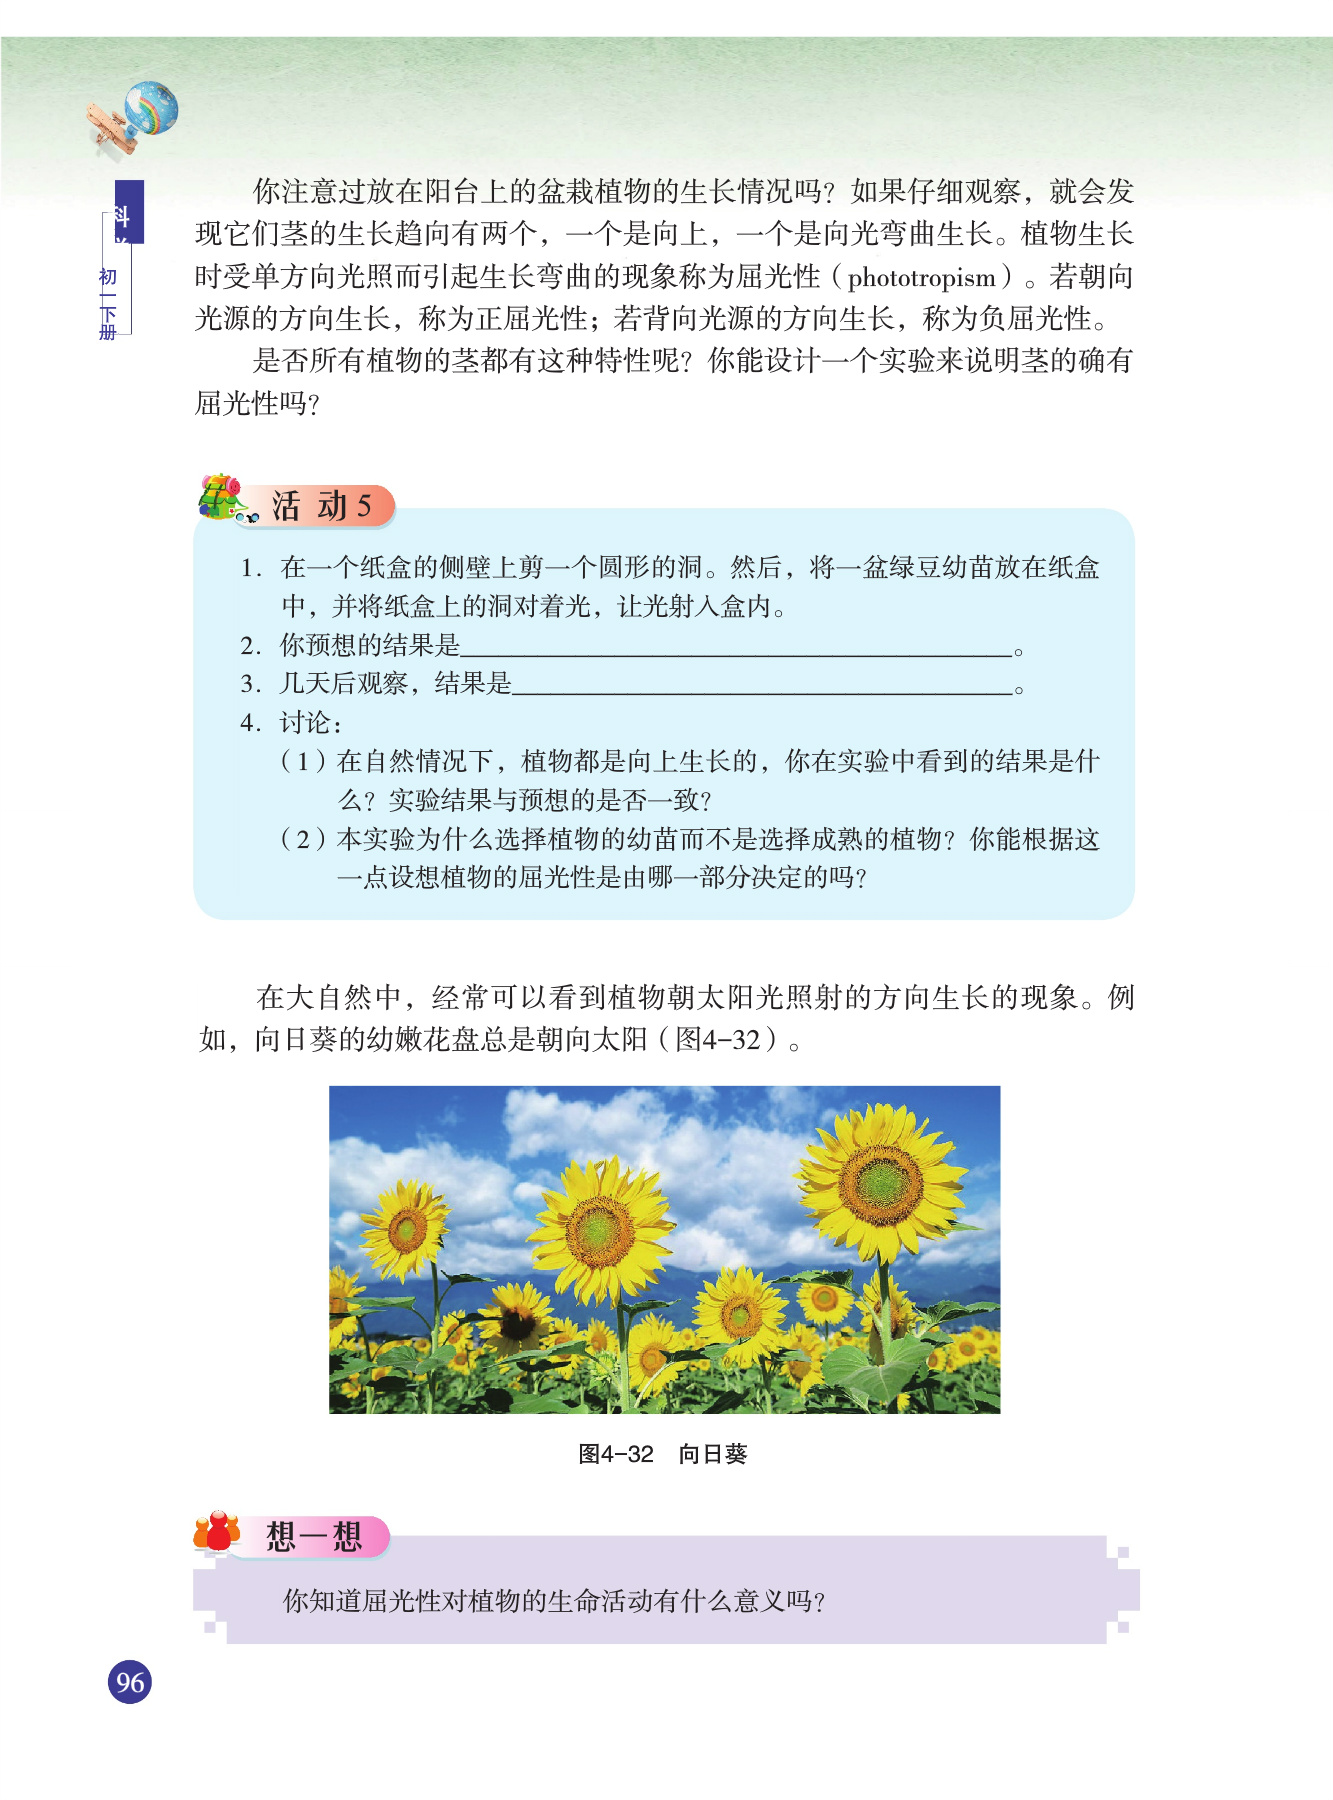 科
初一下册
你注意过放在阳台上的盆栽植物的生长情况吗？如果仔细观察，就会发
现它们茎的生长趋向有两个，一个是向上，一个是向光弯曲生长。植物生长
时受单方向光照而引起生长弯曲的现象称为屈光性（phototropism）。若朝向
光源的方向生长，称为正屈光性；若背向光源的方向生长，称为负屈光性。
是否所有植物的茎都有这种特性呢？你能设计一个实验来说明茎的确有
屈光性吗？
活动5
1. 在一个纸盒的侧壁上剪一个圆形的洞。然后，将一盆绿豆幼苗放在纸盒
中，并将纸盒上的洞对着光，让光射入盒内。
2. 你预想的结果是____________________。
3. 几天后观察，结果是____________________。
4. 讨论：
（1）在自然情况下，植物都是向上生长的，你在实验中看到的结果是什
么？实验结果与预想的是否一致？
（2）本实验为什么选择植物的幼苗而不是选择成熟的植物？你能根据这
一点设想植物的屈光性是由哪一部分决定的吗？
在大自然中，经常可以看到植物朝太阳光照射的方向生长的现象。例
如，向日葵的幼嫩花盘总是朝向太阳（图4-32）。
图4-32 向日葵
想一想
你知道屈光性对植物的生命活动有什么意义吗？
96